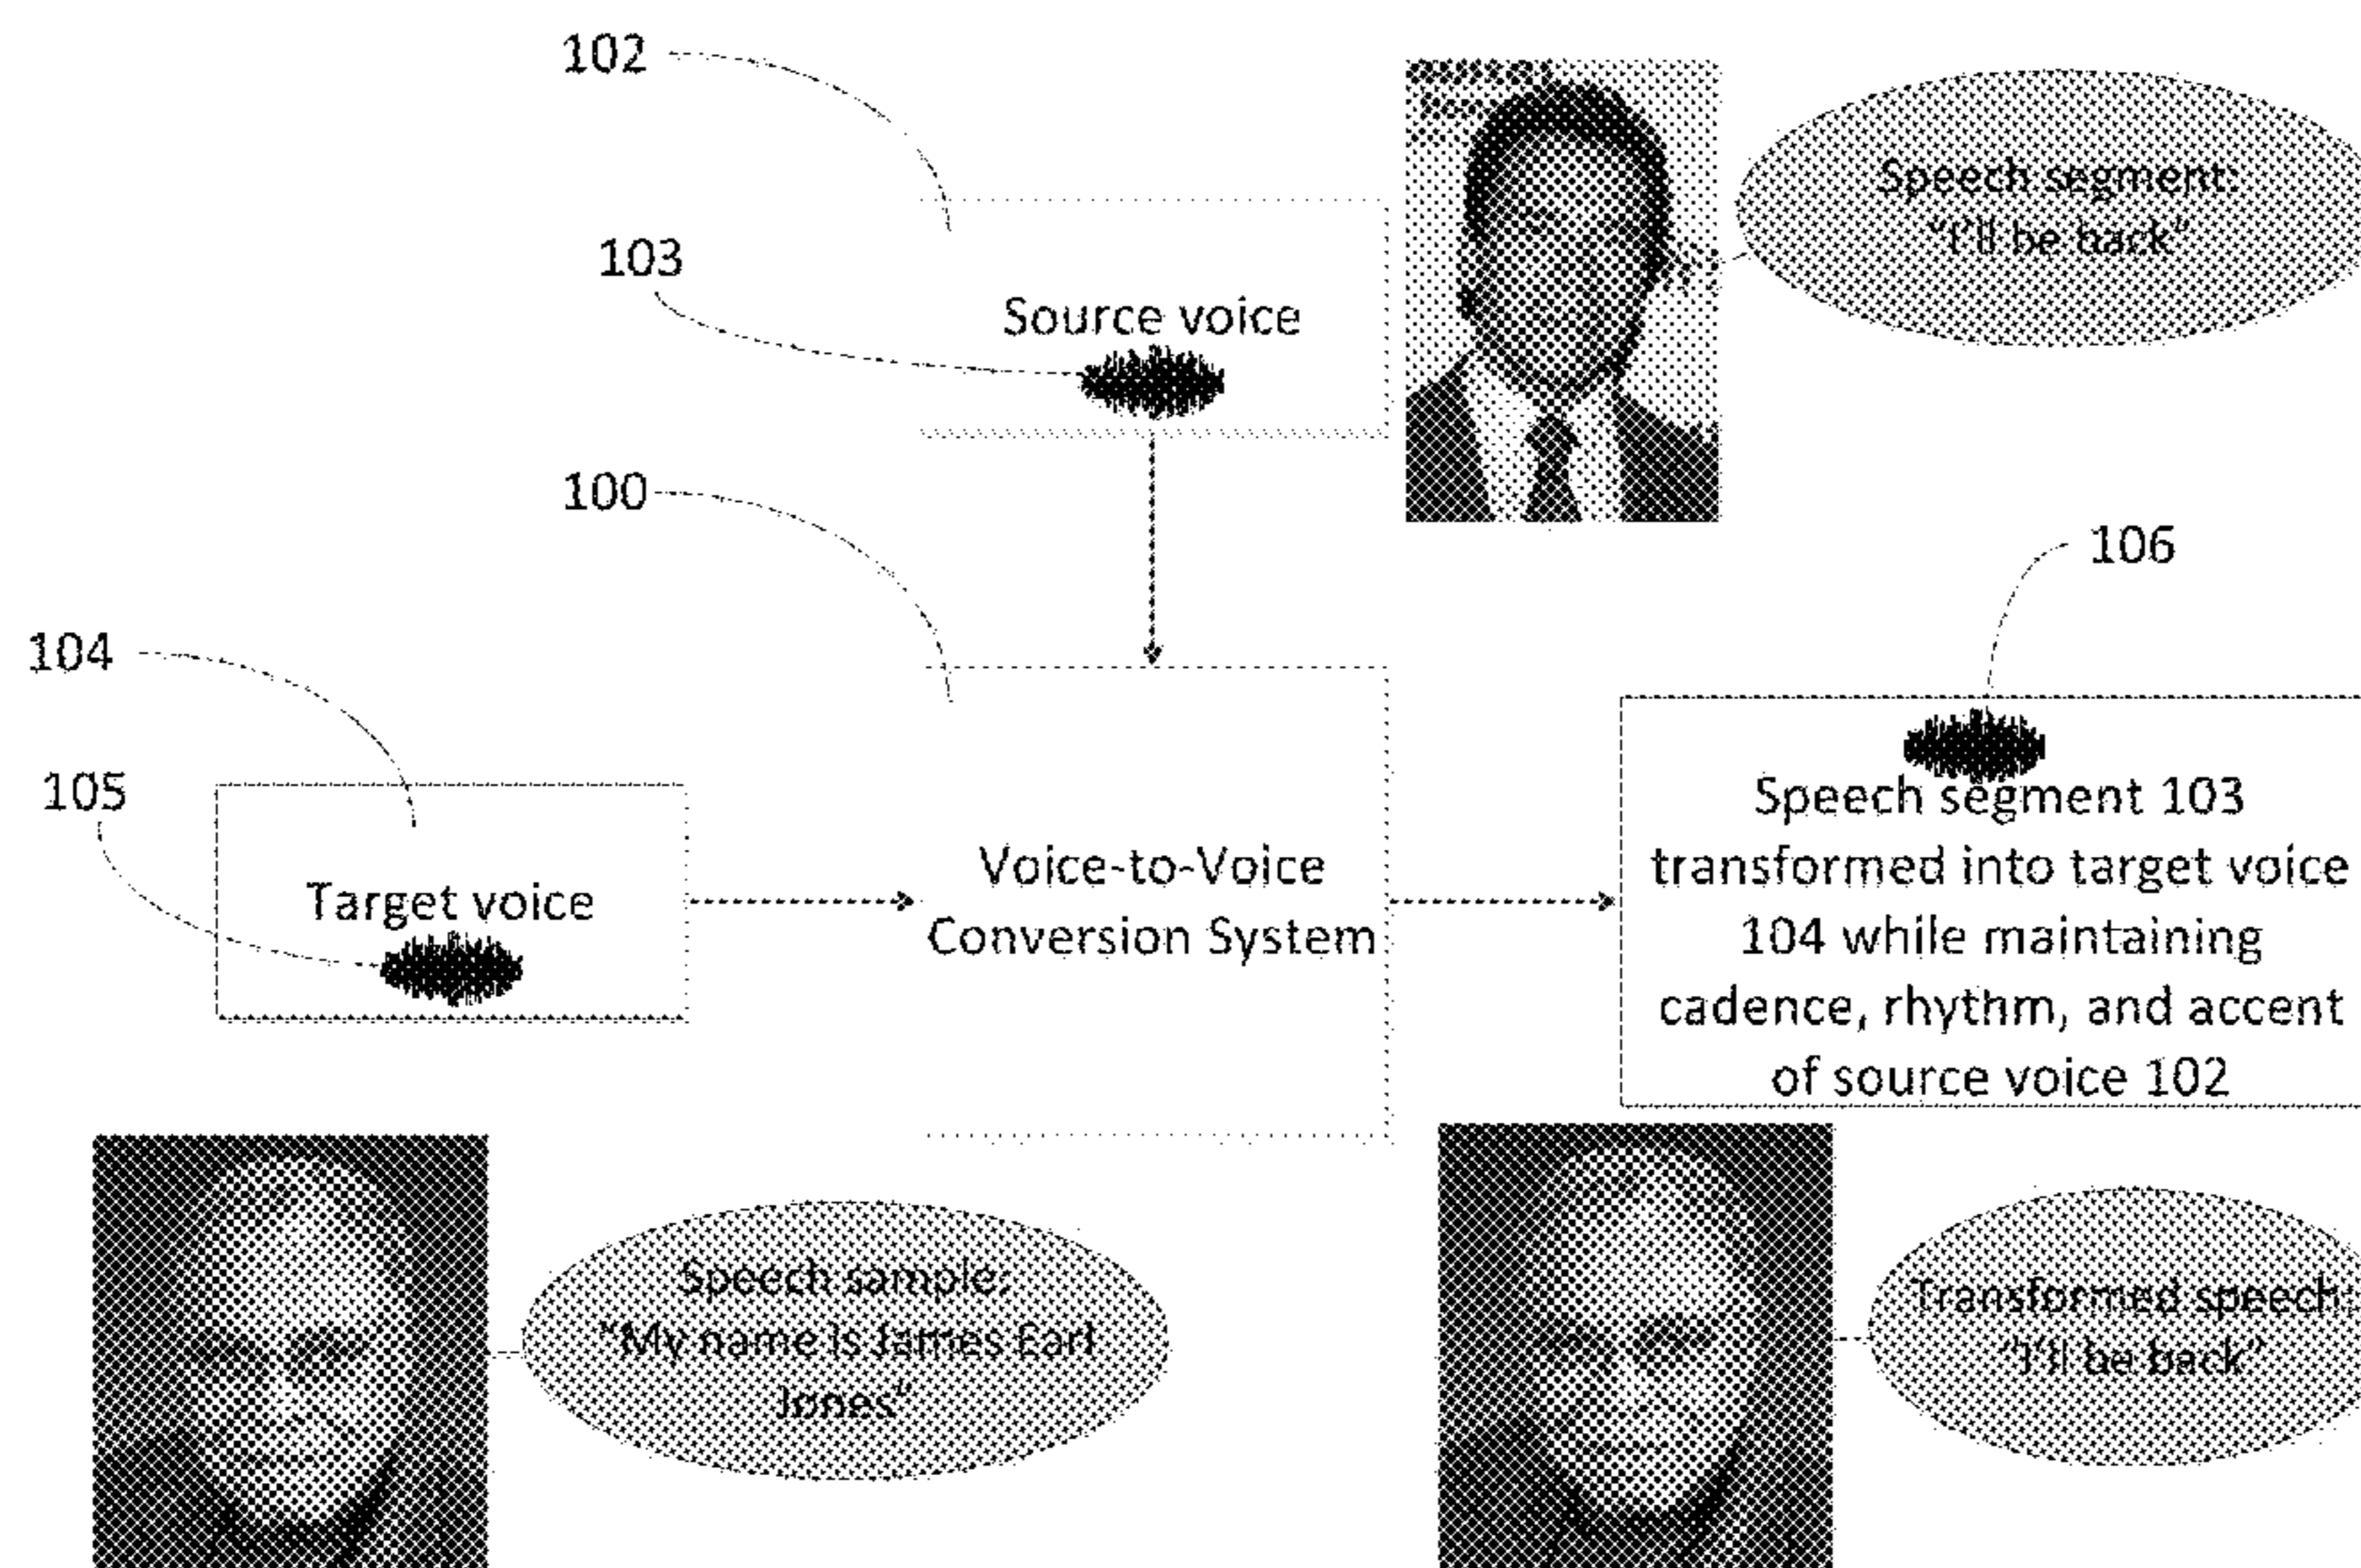 102
Speech segment:
"I'll be back"
103
Source voice
100
106
104
105
Speech segment 103
transformed into target voice
104 while maintaining
cadence, rhythm, and accent
of source voice 102
Target voice
Voice-to-Voice
Conversion System
Speech sample:
"My name is James Earl
Jones"
Transformed speech:
"I'll be back"